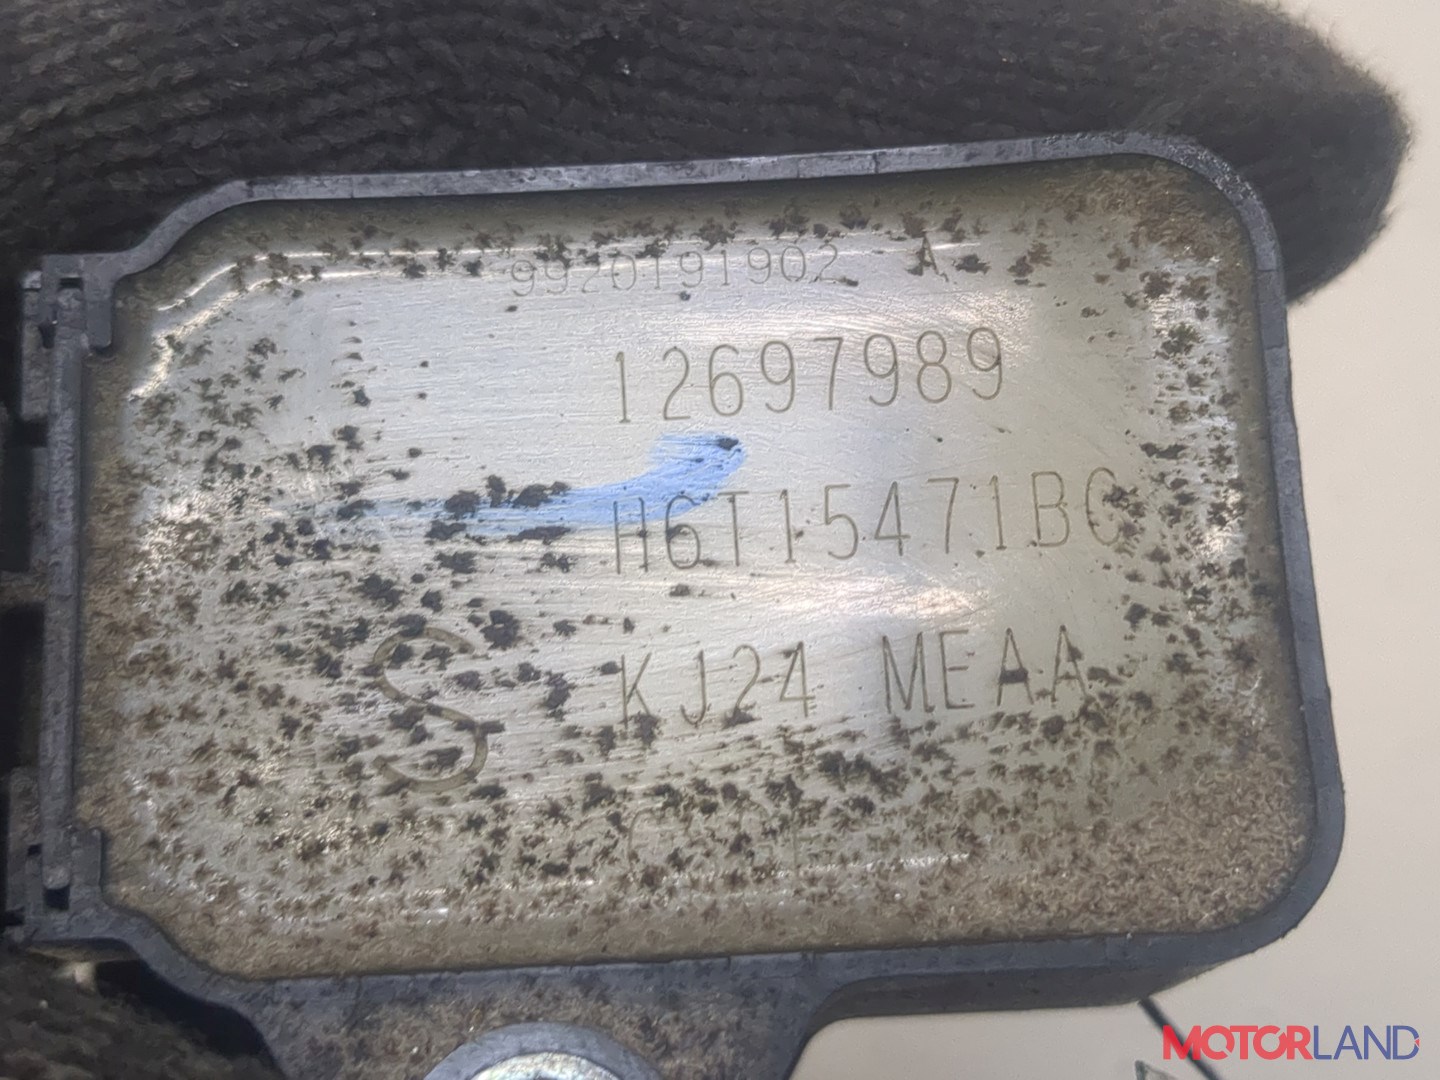 9920191902 A
12697989
H6T15471BC
S KJ24 MEAA
MOTORLAND